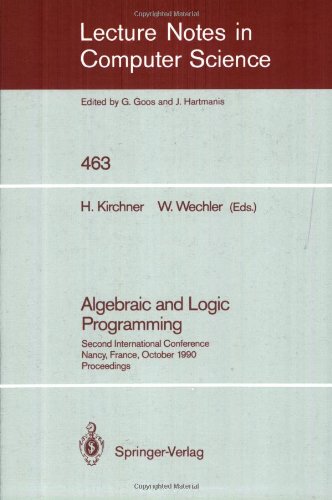 Lecture Notes in
Computer Science
Edited by G. Goos and J. Hartmanis
463
H. Kirchner W. Wechler (Eds.)
Algebraic and Logic
Programming
Second International Conference
Nancy, France, October 1990
Proceedings
Springer-Verlag